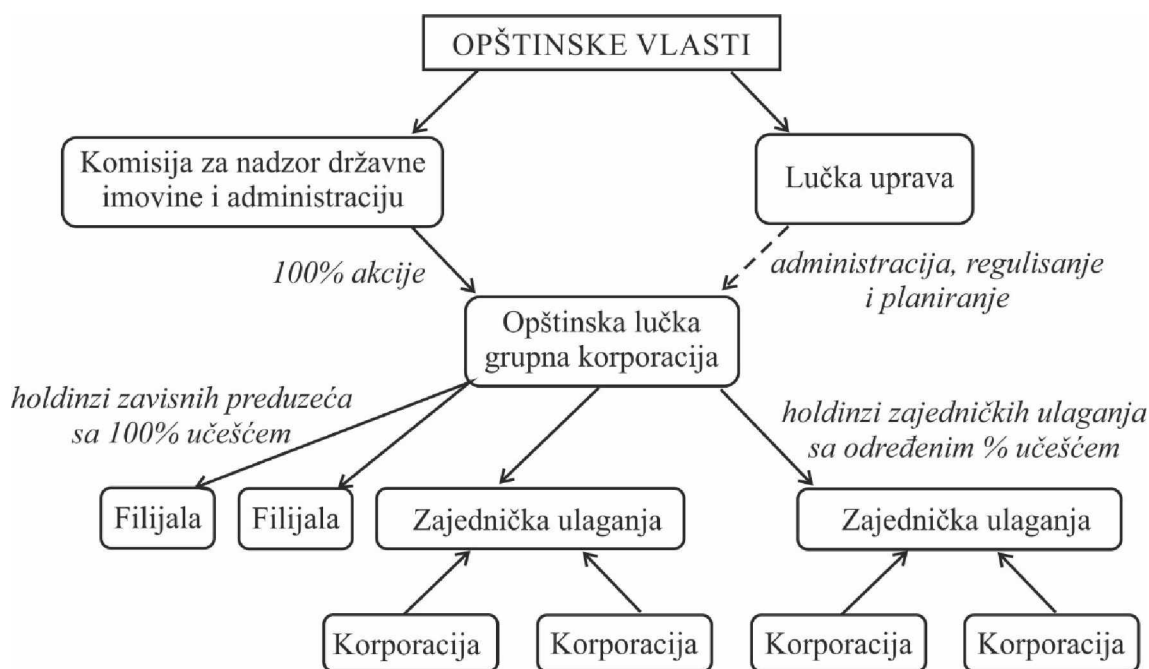 OPŠTINSKE VLASTI
Komisija za nadzor državne
imovine i administraciju
Lučka uprava
100% akcije
administracija, regulisanje
i planiranje
Opštinska lučka
grupna korporacija
holdinzi zavisnih preduzeća
sa 100% učešćem
holdinzi zajedničkih ulaganja
sa određenim % učešćem
Filijala
Filijala
Zajednička ulaganja
Zajednička ulaganja
Korporacija
Korporacija
Korporacija
Korporacija